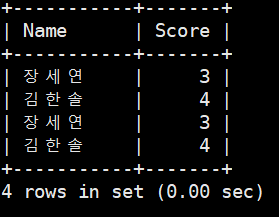 +-----------+-------+
| Name      | Score |
+-----------+-------+
| 장세연    |     3 |
| 김한솔    |     4 |
| 장세연    |     3 |
| 김한솔    |     4 |
+-----------+-------+
4 rows in set (0.00 sec)